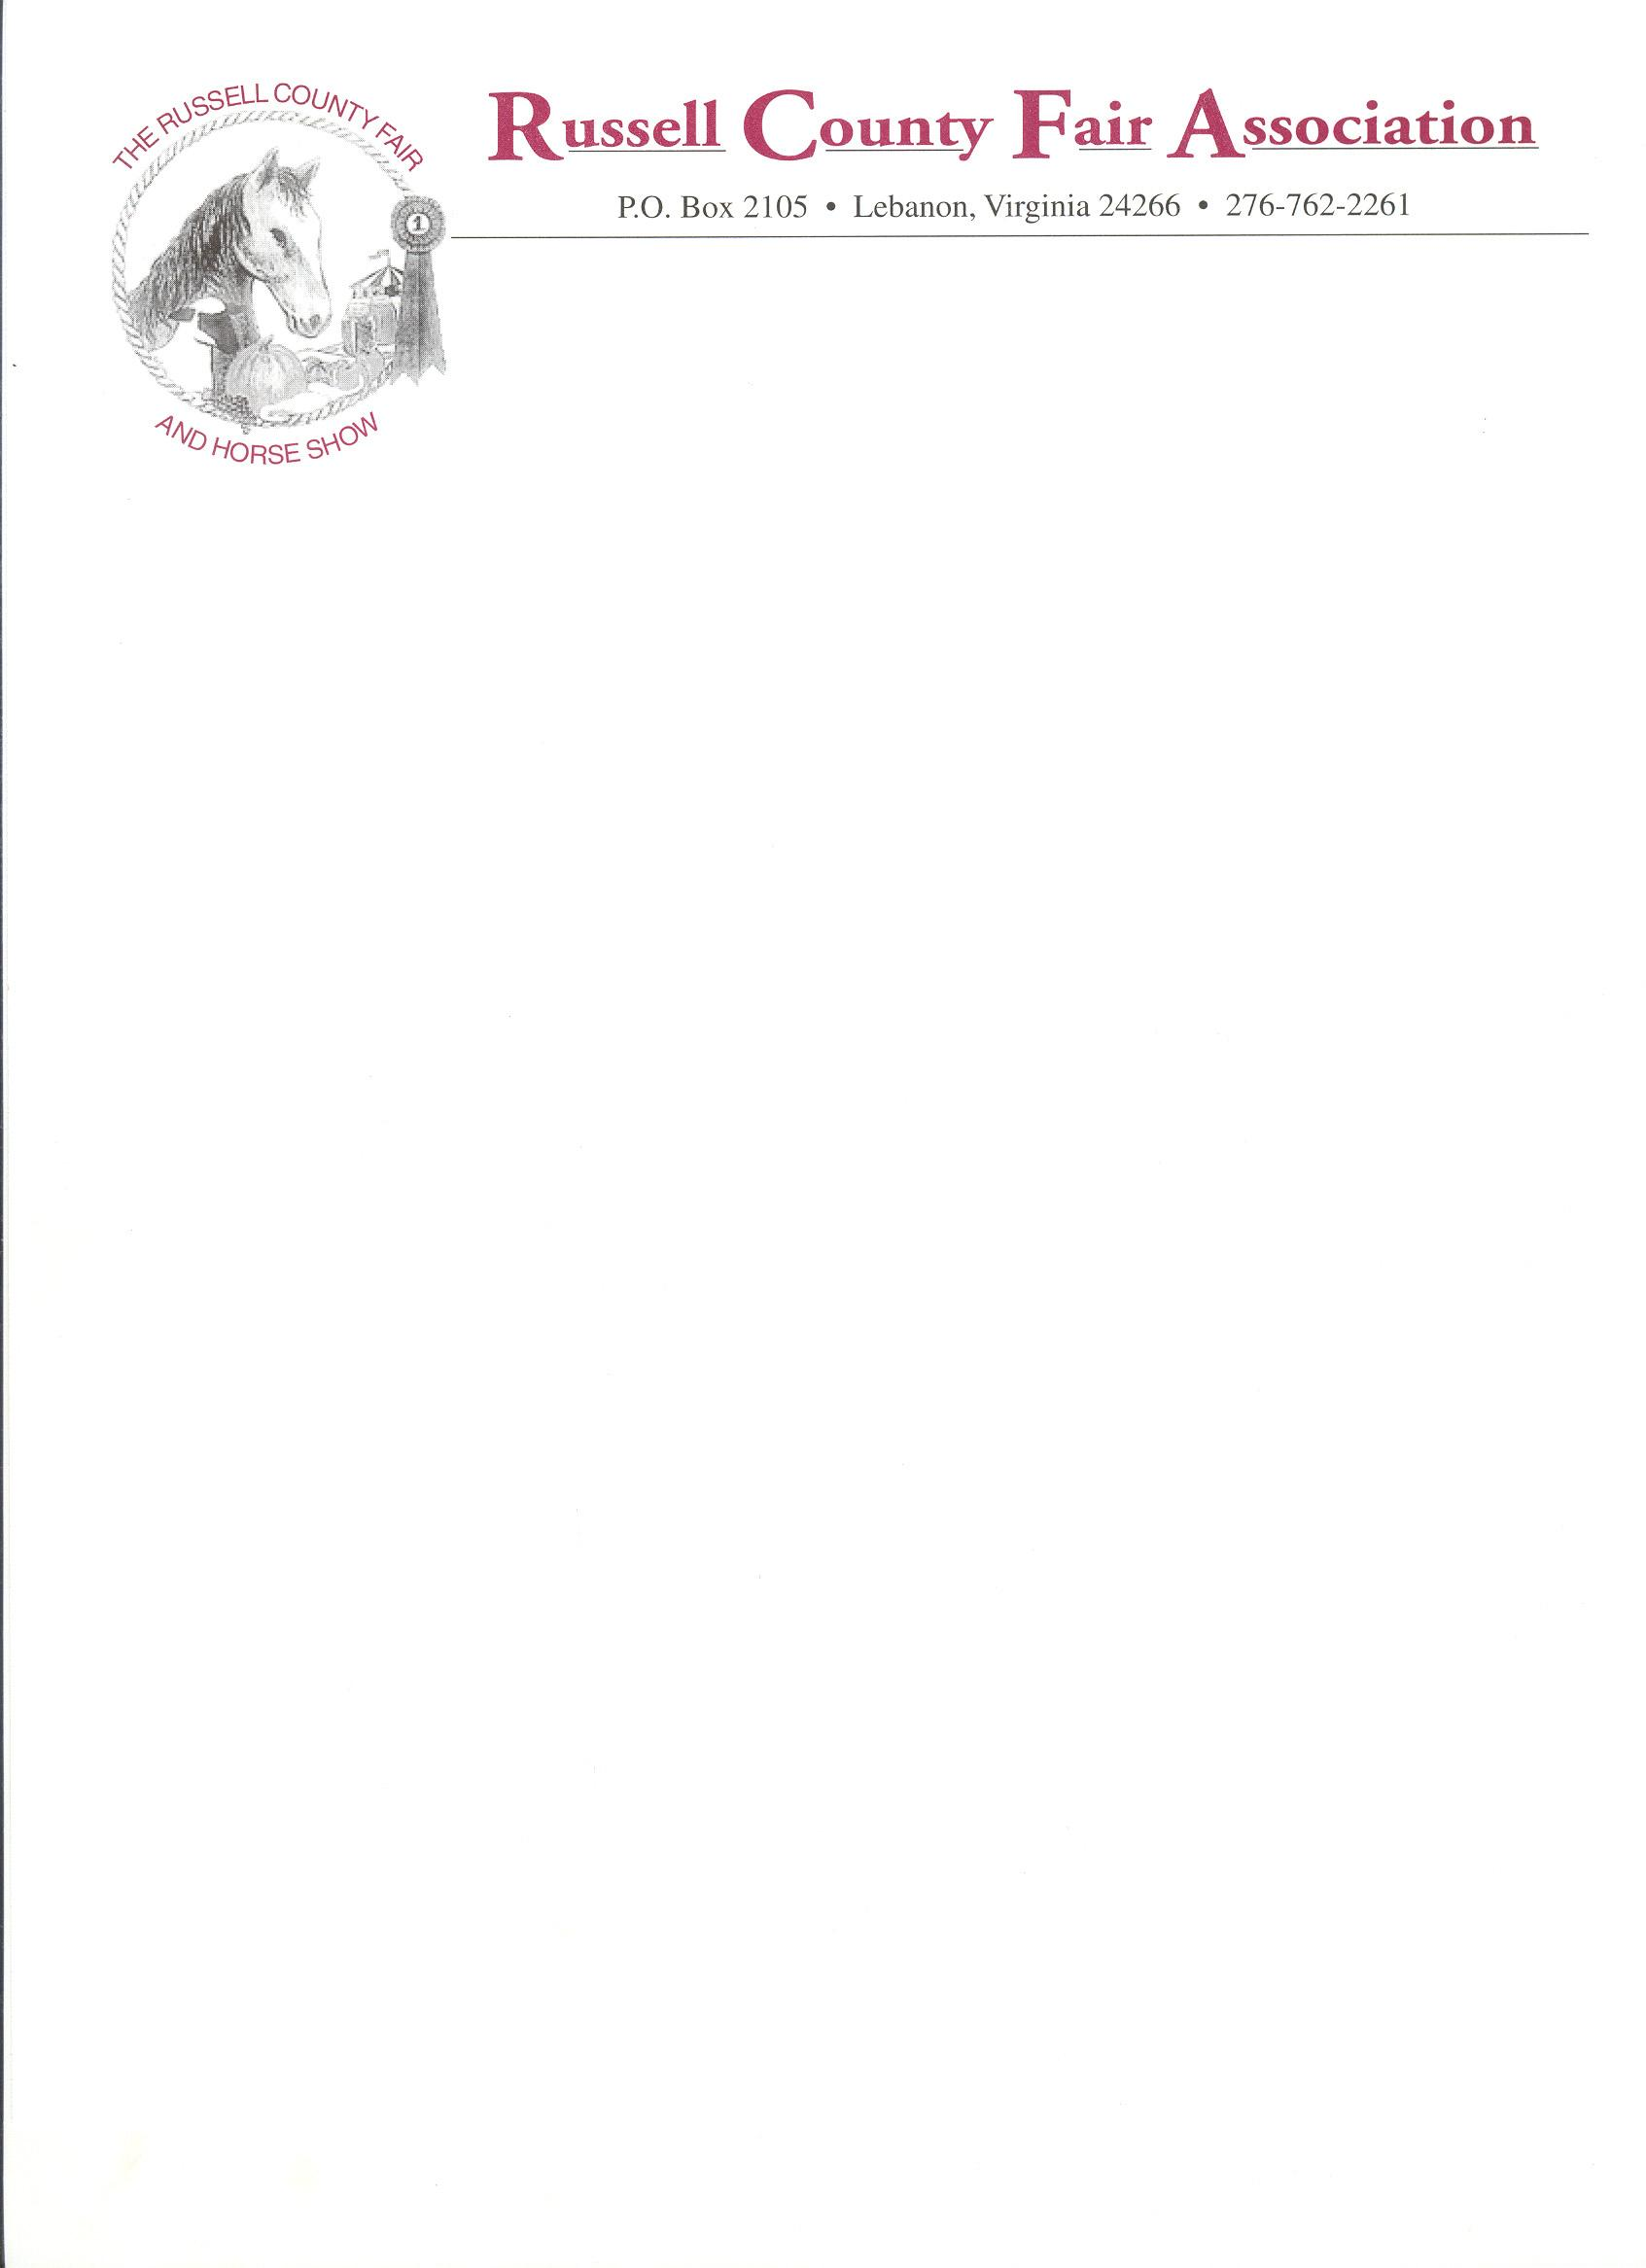 THE RUSSELL COUNTY FAIR
AND HORSE SHOW
1
Russell County Fair Association
P.O. Box 2105 • Lebanon, Virginia 24266 • 276-762-2261